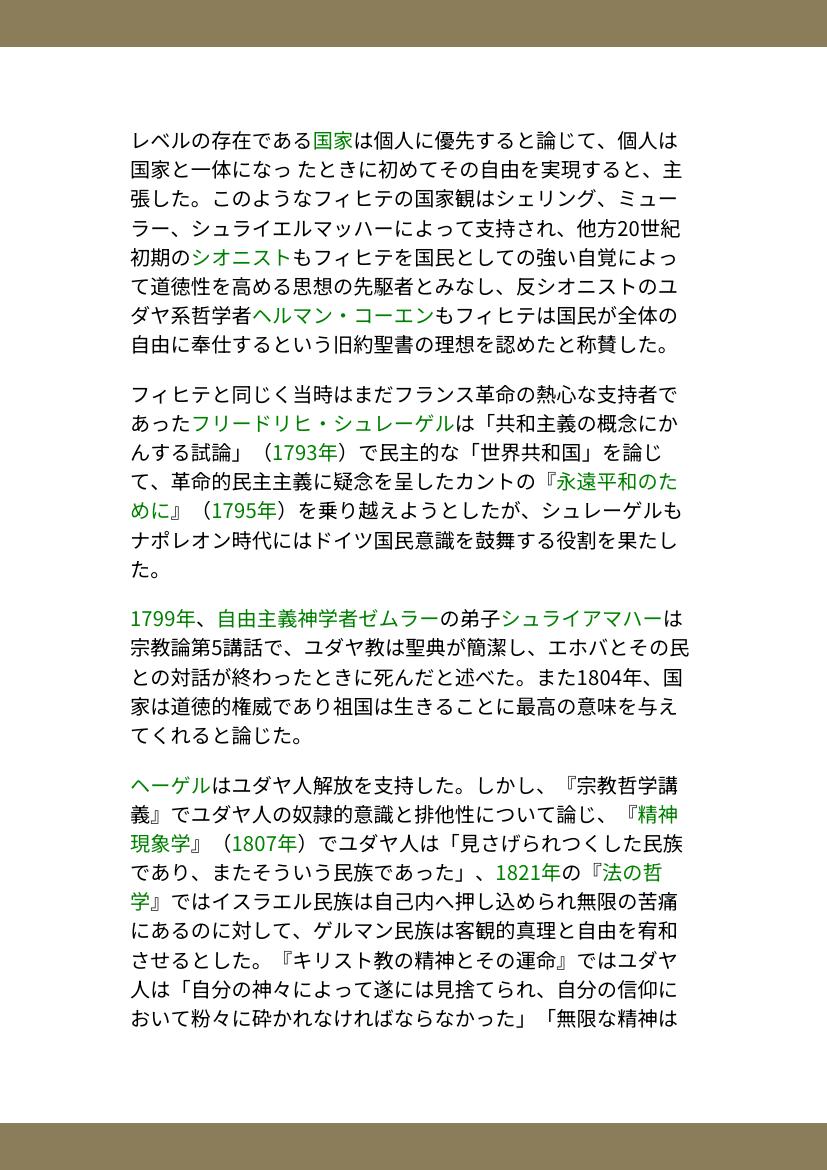 レベルの存在である国家は個人に優先すると論じて、個人は
国家と一体になっ たときに初めてその自由を実現すると、主
張した。このようなフィヒテの国家観はシェリング、ミュー
ラー、シュライエルマッハーによって支持され、他方20世紀
初期のシオニストもフィヒテを国民としての強い自覚によっ
て道徳性を高める思想の先駆者とみなし、反シオニストのユ
ダヤ系哲学者ヘルマン・コーエンもフィヒテは国民が全体の
自由に奉仕するという旧約聖書の理想を認めたと称賛した。
フィヒテと同じく当時はまだフランス革命の熱心な支持者で
あったフリードリヒ・シュレーゲルは「共和主義の概念にか
んする試論」（1793年）で民主的な「世界共和国」を論じ
て、革命的民主主義に疑念を呈したカントの『永遠平和のた
めに』（1795年）を乗り越えようとしたが、シュレーゲルも
ナポレオン時代にはドイツ国民意識を鼓舞する役割を果たし
た。
1799年、自由主義神学者ゼムラーの弟子シュライアマハーは
宗教論第5講話で、ユダヤ教は聖典が簡潔し、エホバとその民
との対話が終わったときに死んだと述べた。また1804年、国
家は道徳的権威であり祖国は生きることに最高の意味を与え
てくれると論じた。
ヘーゲルはユダヤ人解放を支持した。しかし、『宗教哲学講
義』でユダヤ人の奴隷的意識と排他性について論じ、『精神
現象学』（1807年）でユダヤ人は「見さげられつくした民族
であり、またそういう民族であった」、1821年の『法の哲
学』ではイスラエル民族は自己内へ押し込められ無限の苦痛
にあるのに対して、ゲルマン民族は客観的真理と自由を宥和
させるとした。『キリスト教の精神とその運命』ではユダヤ
人は「自分の神々によって遂には見捨てられ、自分の信仰に
おいて粉々に砕かれなければならなかった」「無限な精神は